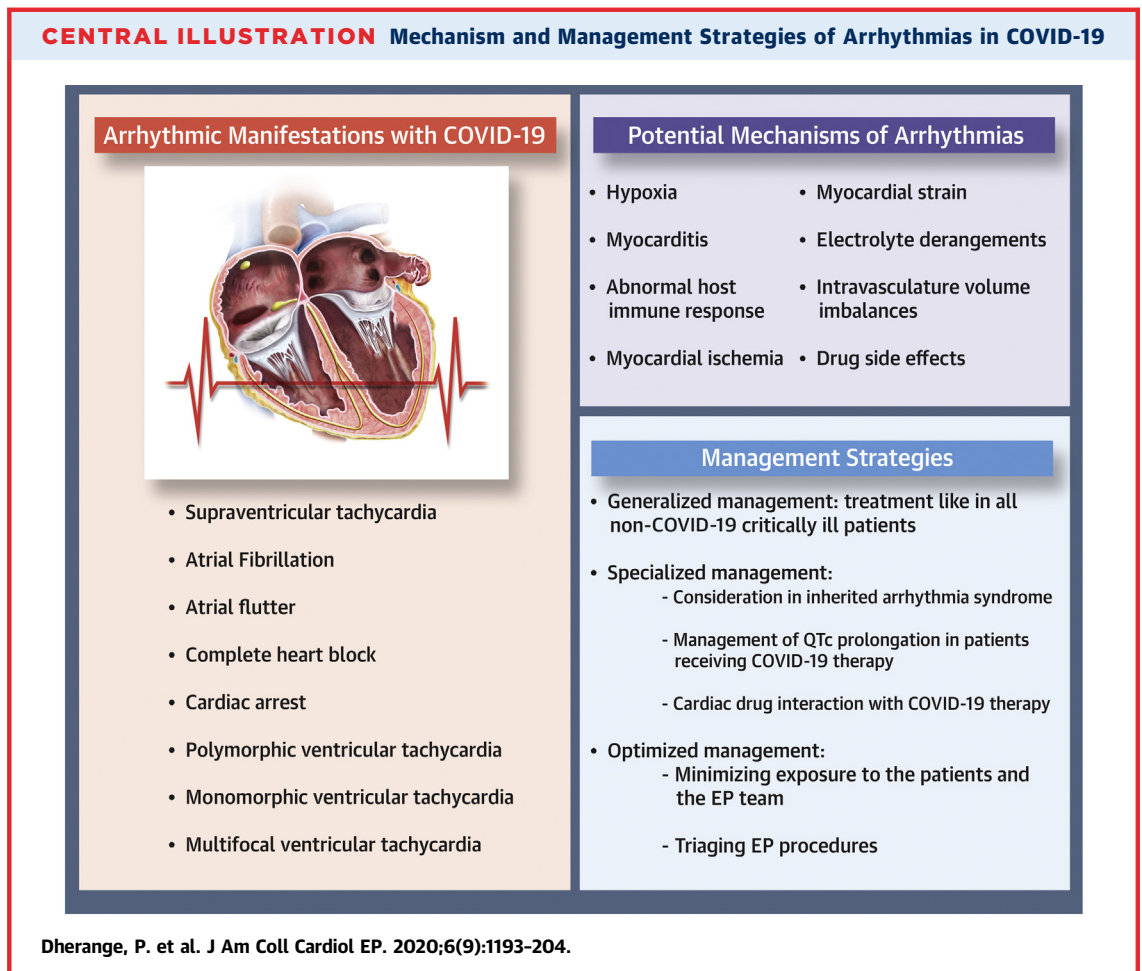 CENTRAL ILLUSTRATION Mechanism and Management Strategies of Arrhythmias in COVID-19
Arrhythmic Manifestations with COVID-19
• Supraventricular tachycardia
• Atrial Fibrillation
• Atrial flutter
• Complete heart block
• Cardiac arrest
• Polymorphic ventricular tachycardia
• Monomorphic ventricular tachycardia
• Multifocal ventricular tachycardia
Potential Mechanisms of Arrhythmias
• Hypoxia
• Myocarditis
• Abnormal host
immune response
• Myocardial ischemia
• Myocardial strain
• Electrolyte derangements
• Intravasculature volume
imbalances
• Drug side effects
Management Strategies
• Generalized management: treatment like in all
non-COVID-19 critically ill patients
• Specialized management:
- Consideration in inherited arrhythmia syndrome
- Management of QTc prolongation in patients
receiving COVID-19 therapy
- Cardiac drug interaction with COVID-19 therapy
• Optimized management:
- Minimizing exposure to the patients and
the EP team
- Triaging EP procedures
Dherange, P. et al. J Am Coll Cardiol EP. 2020;6(9):1193–204.